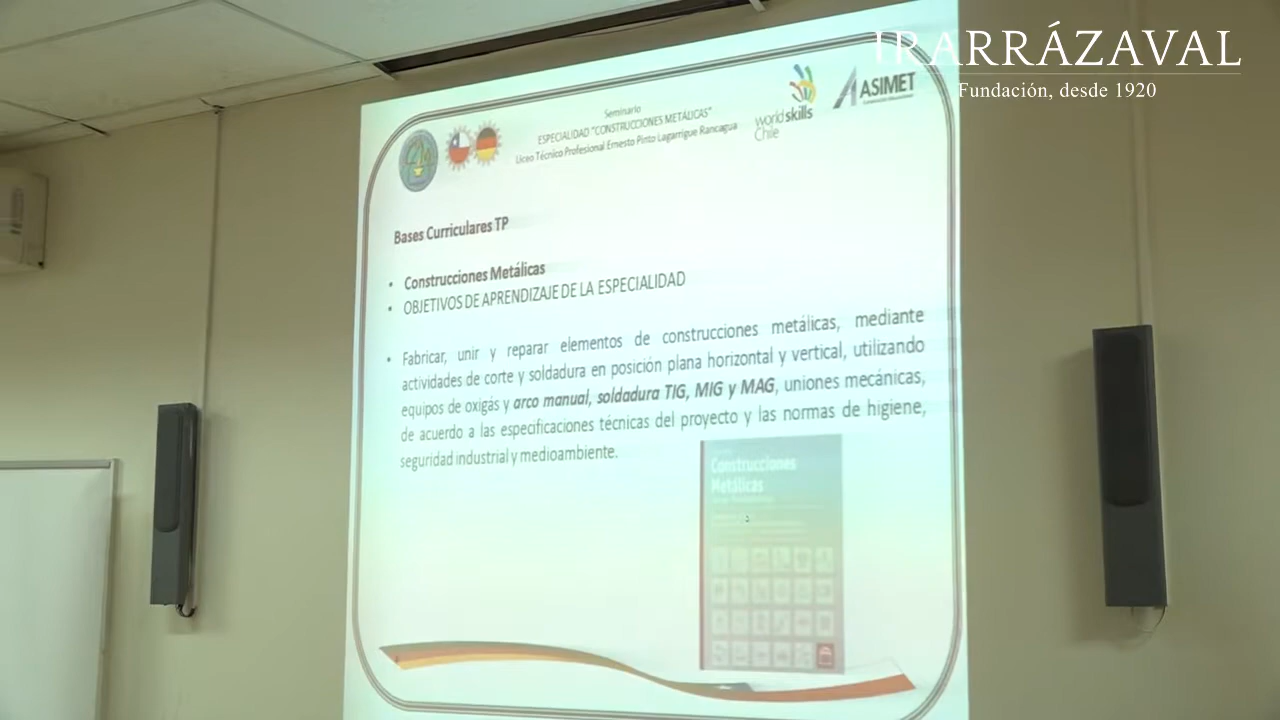 IRARRÁZAVAL
Fundación, desde 1920
Seminario
ESPECIALIDAD "CONSTRUCCIONES METÁLICAS"
Liceo Técnico Profesional Ernesto Pinto Lagarrigue Rancagua
worldskills
Chile
ASIMET
Bases Curriculares TP
• Construcciones Metálicas
• OBJETIVOS DE APRENDIZAJE DE LA ESPECIALIDAD
• Fabricar, unir y reparar elementos de construcciones metálicas, mediante
actividades de corte y soldadura en posición plana horizontal y vertical, utilizando
equipos de oxigás y arco manual, soldadura TIG, MIG y MAG, uniones mecánicas,
de acuerdo a las especificaciones técnicas del proyecto y las normas de higiene,
seguridad industrial y medioambiente.
Construcciones
Metálicas